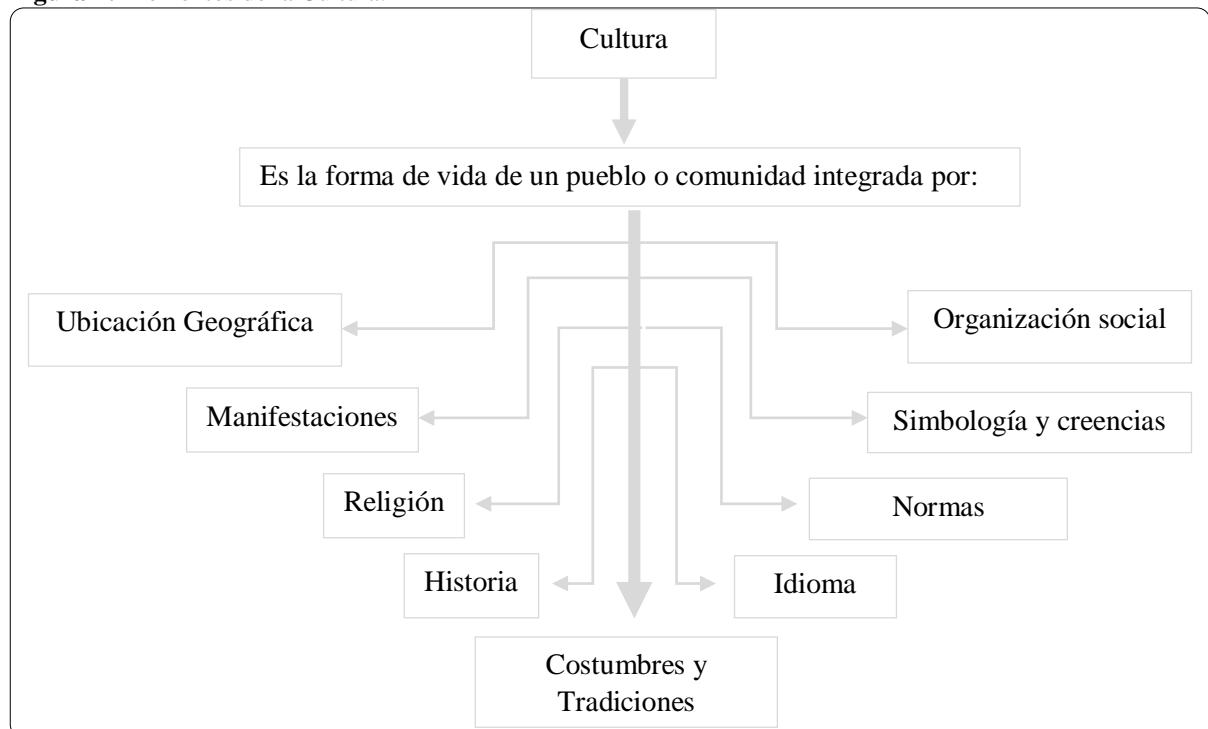 Cultura
Es la forma de vida de un pueblo o comunidad integrada por:
Ubicación Geográfica
Organización social
Manifestaciones
Simbología y creencias
Religión
Normas
Historia
Idioma
Costumbres y
Tradiciones